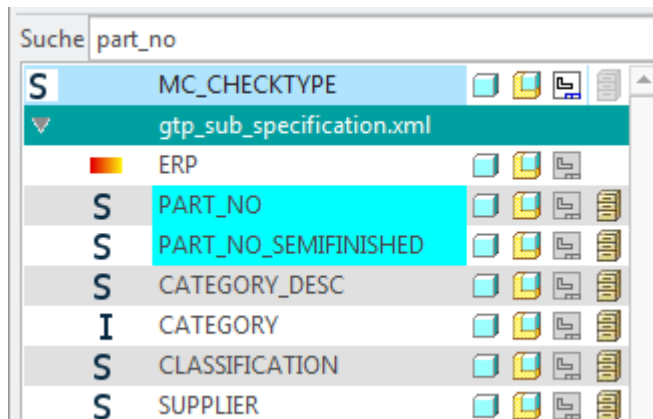 Suche part_no
S MC_CHECKTYPE
gtp_sub_specification.xml
ERP
S PART_NO
S PART_NO_SEMIFINISHED
S CATEGORY_DESC
I CATEGORY
S CLASSIFICATION
S SUPPLIER